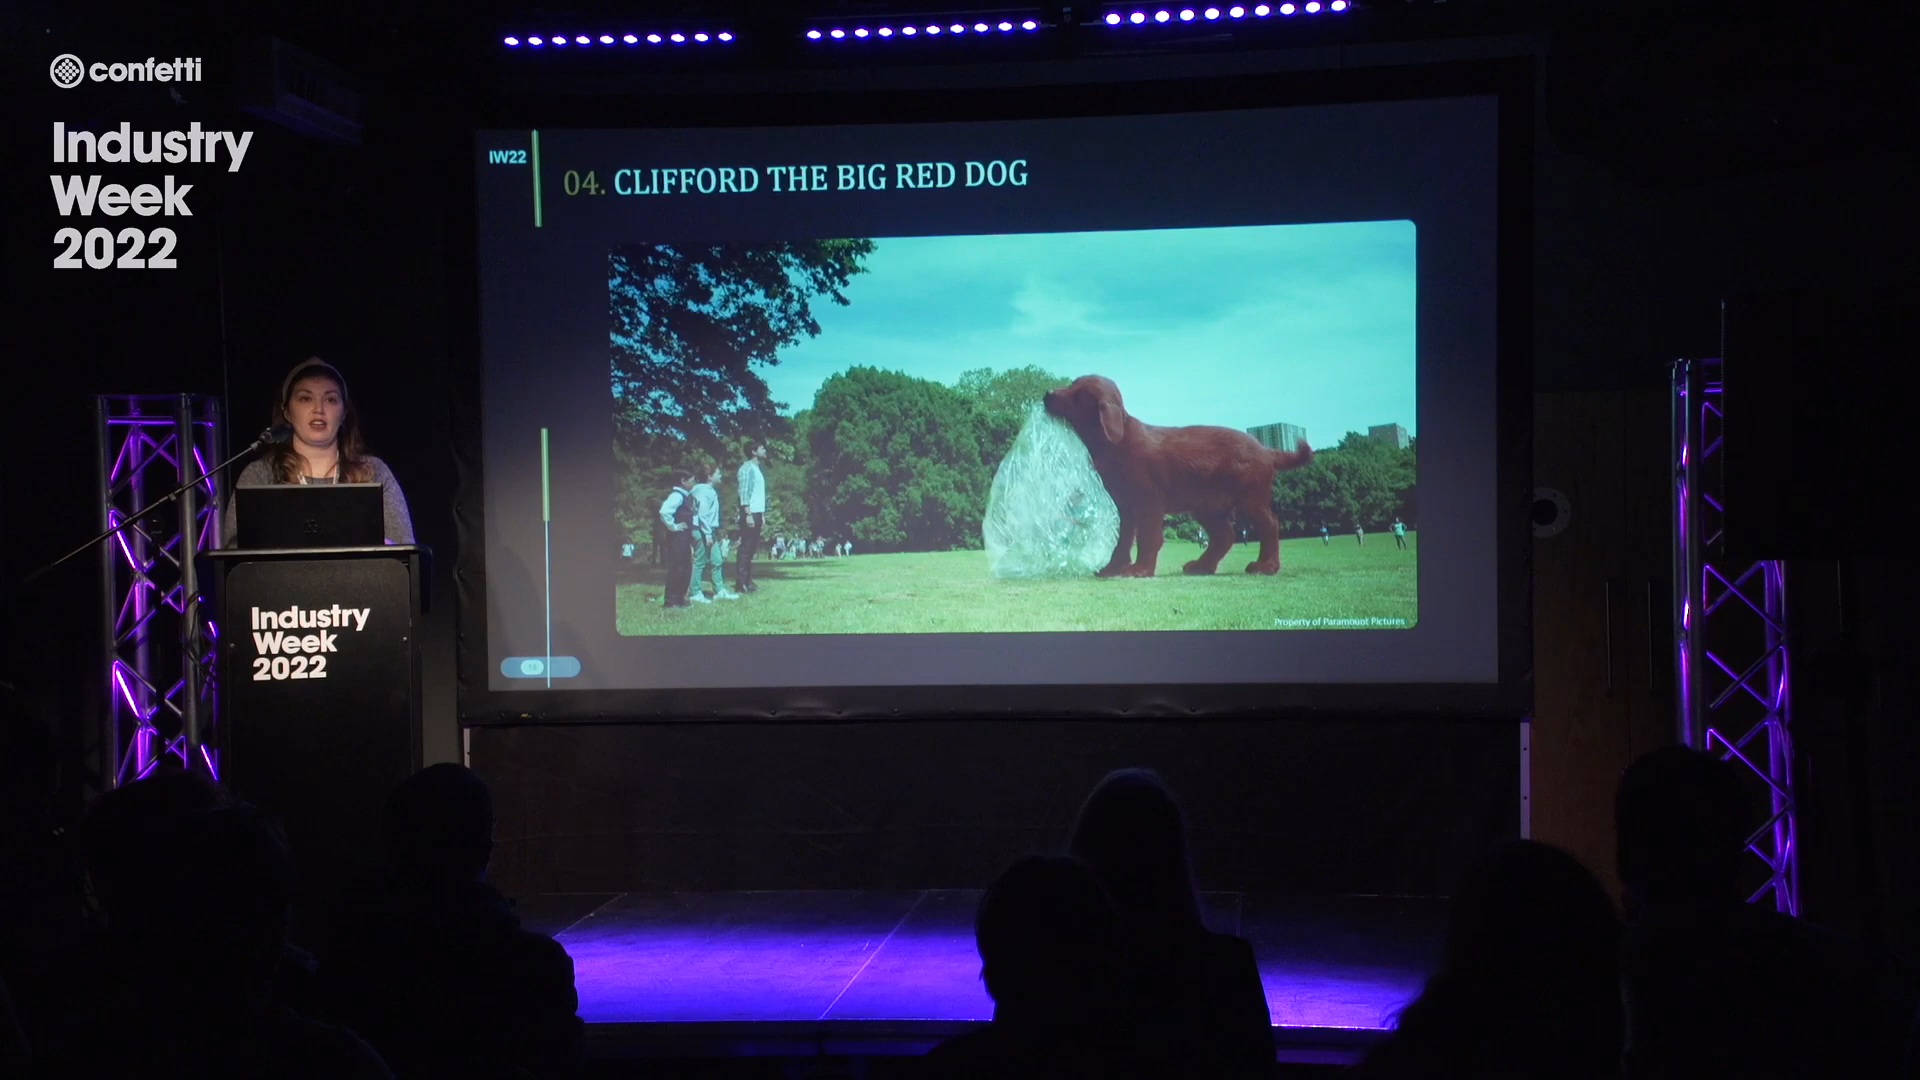 confetti
Industry
Week
2022
IW22
04. CLIFFORD THE BIG RED DOG
Property of Paramount Pictures
Industry
Week
2022